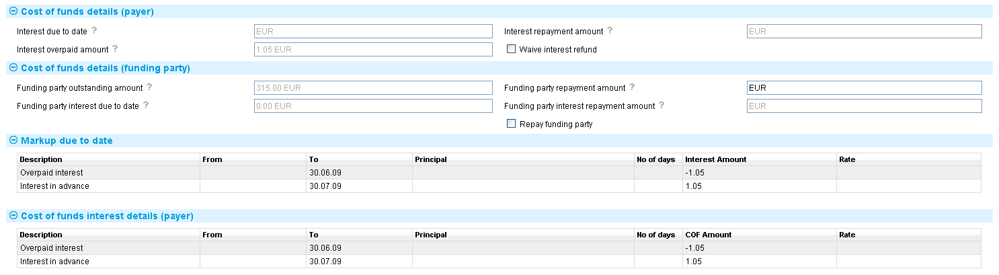 Cost of funds details (payer)
Interest due to date ? EUR Interest repayment amount ? EUR
Interest overpaid amount ? 1.05 EUR Waive interest refund
Cost of funds details (funding party)
Funding party outstanding amount ? 315.00 EUR Funding party repayment amount ? EUR
Funding party interest due to date ? 0.00 EUR Funding party interest repayment amount ? EUR
Repay funding party
Markup due to date
Description From To Principal No of days Interest Amount Rate
Overpaid interest 30.06.09 -1.05
Interest in advance 30.07.09 1.05
Cost of funds interest details (payer)
Description From To Principal No of days COF Amount Rate
Overpaid interest 30.06.09 -1.05
Interest in advance 30.07.09 1.05